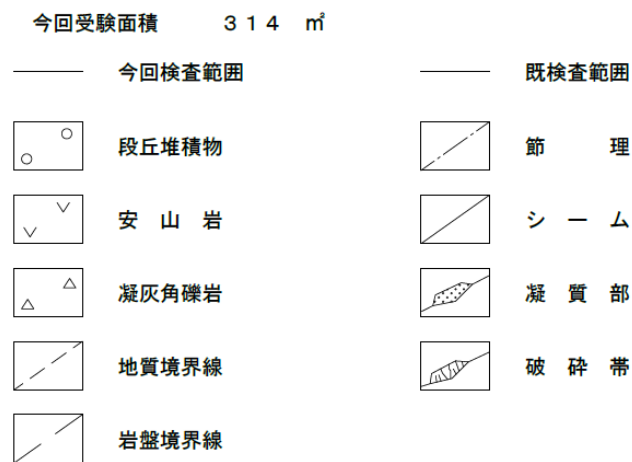 今回受験面積 314 ㎡
今回検査範囲
既検査範囲
段丘堆積物
節理
安山岩
シーム
凝灰角礫岩
凝質部
地質境界線
破砕帯
岩盤境界線